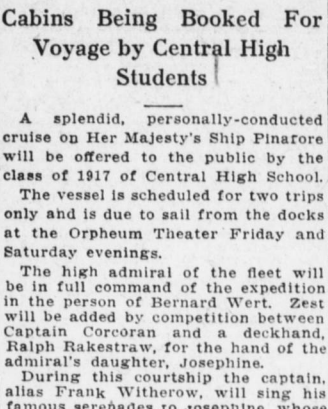 Cabins Being Booked For
Voyage by Central High
Students
A splendid, personally-conducted
cruise on Her Majesty's Ship Pinafore
will be offered to the public by the
class of 1917 of Central High School.
The vessel is scheduled for two trips
only and is due to sail from the docks
at the Orpheum Theater Friday and
Saturday evenings.
The high admiral of the fleet will
be in full command of the expedition
in the person of Bernard Wert. Zest
will be added by competition between
Captain Corcoran and a deckhand,
Ralph Rakestraw, for the hand of the
admiral's daughter, Josephine.
During this courtship the captain,
alias Frank Witherow, will sing his
famous serenades to Josephine, whose